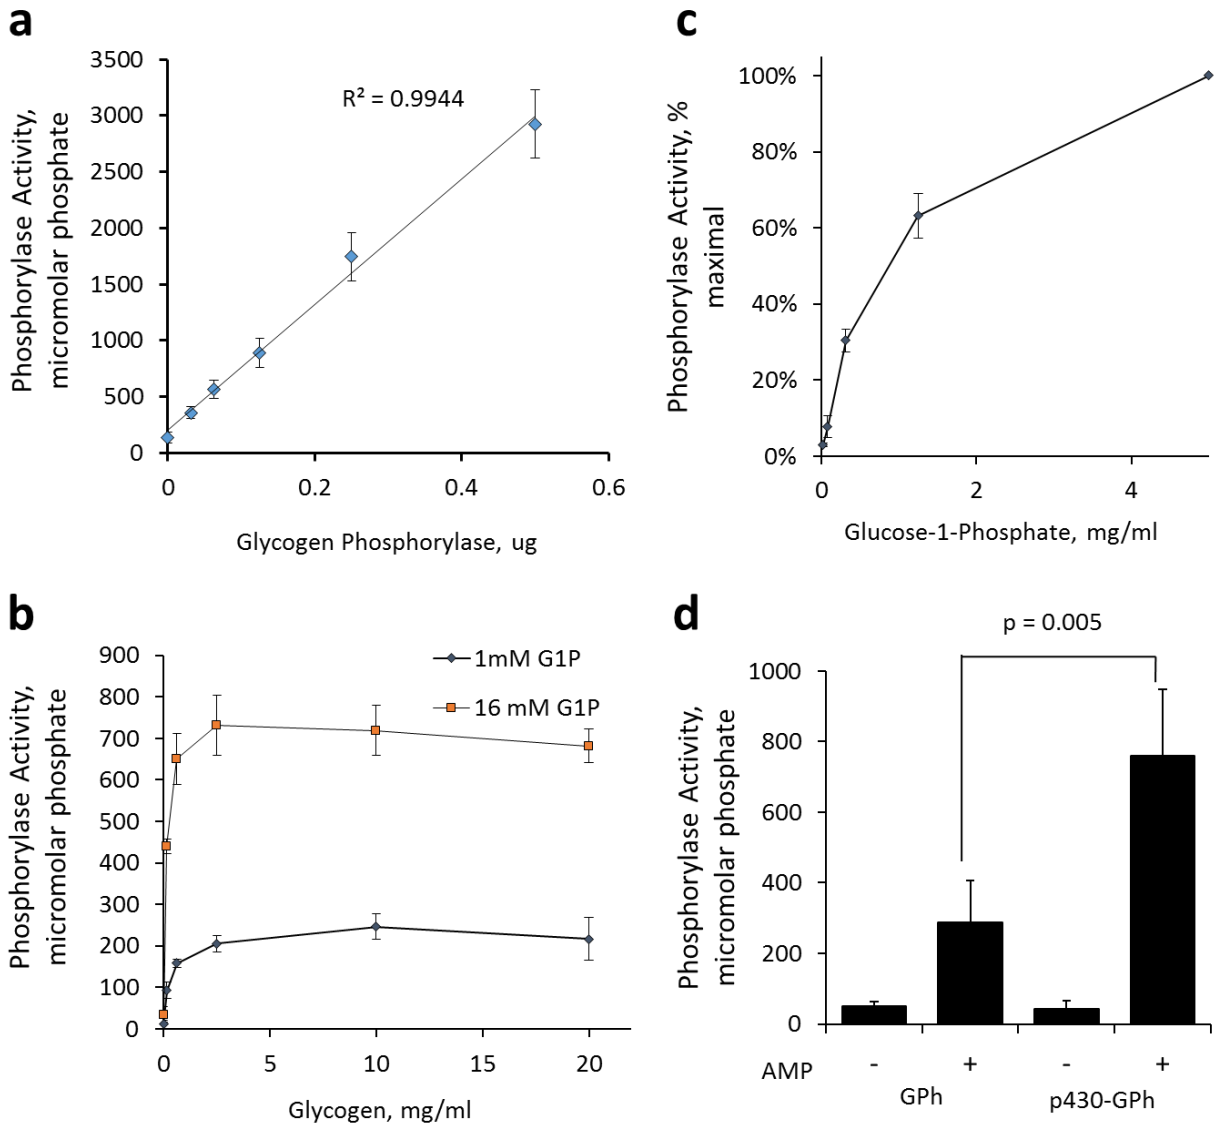 a
Phosphorylase Activity,
micromolar phosphate
3500
3000
2500
2000
1500
1000
500
0
R² = 0.9944
0 0.2 0.4 0.6
Glycogen Phosphorylase, ug
c
Phosphorylase Activity, %
maximal
100%
80%
60%
40%
20%
0%
0 2 4
Glucose-1-Phosphate, mg/ml
b
Phosphorylase Activity,
micromolar phosphate
900
800
700
600
500
400
300
200
100
0
1mM G1P
16 mM G1P
0 5 10 15 20
Glycogen, mg/ml
d
p = 0.005
Phosphorylase Activity,
micromolar phosphate
1000
800
600
400
200
0
AMP - + - +
GPh p430-GPh